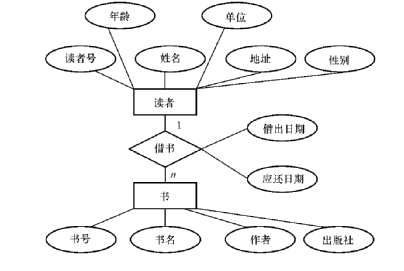 年龄 单位
读者号 姓名 地址 性别
读者
1
借书
借出日期
应还日期
n
书
书号 书名 作者 出版社